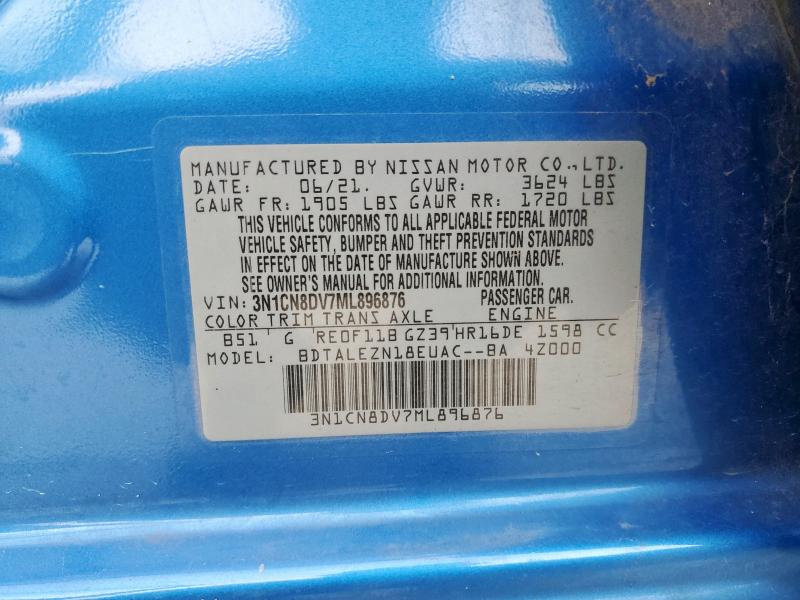 MANUFACTURED BY NISSAN MOTOR CO.,LTD.
DATE: 06/21. GVWR: 3624 LBS
GAWR FR: 1905 LBS GAWR RR: 1720 LBS
THIS VEHICLE CONFORMS TO ALL APPLICABLE FEDERAL MOTOR
VEHICLE SAFETY, BUMPER AND THEFT PREVENTION STANDARDS
IN EFFECT ON THE DATE OF MANUFACTURE SHOWN ABOVE.
SEE OWNER'S MANUAL FOR ADDITIONAL INFORMATION.
VIN: 3N1CN8DV7ML896876 PASSENGER CAR.
COLOR TRIM TRANS AXLE ENGINE
B51 G RE0F11B GZ39 HR16DE 1598 CC
MODEL: BDTALEZN18EUAC--BA 4Z000
3N1CN8DV7ML896876